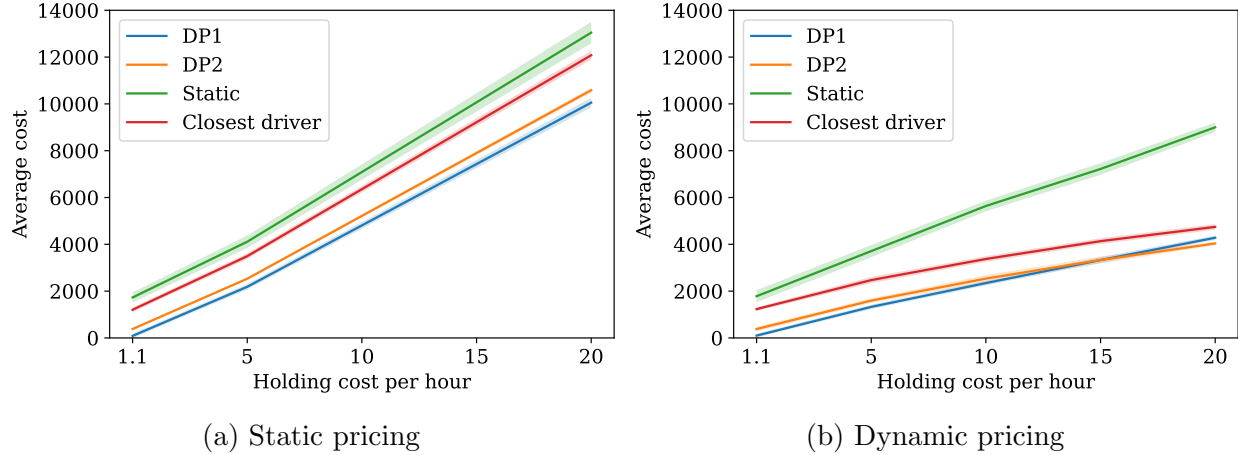 14000
12000
10000
8000
6000
4000
2000
0
Average cost
DP1
DP2
Static
Closest driver
1.1 5 10 15 20
Holding cost per hour
(a) Static pricing
14000
12000
10000
8000
6000
4000
2000
0
Average cost
DP1
DP2
Static
Closest driver
1.1 5 10 15 20
Holding cost per hour
(b) Dynamic pricing